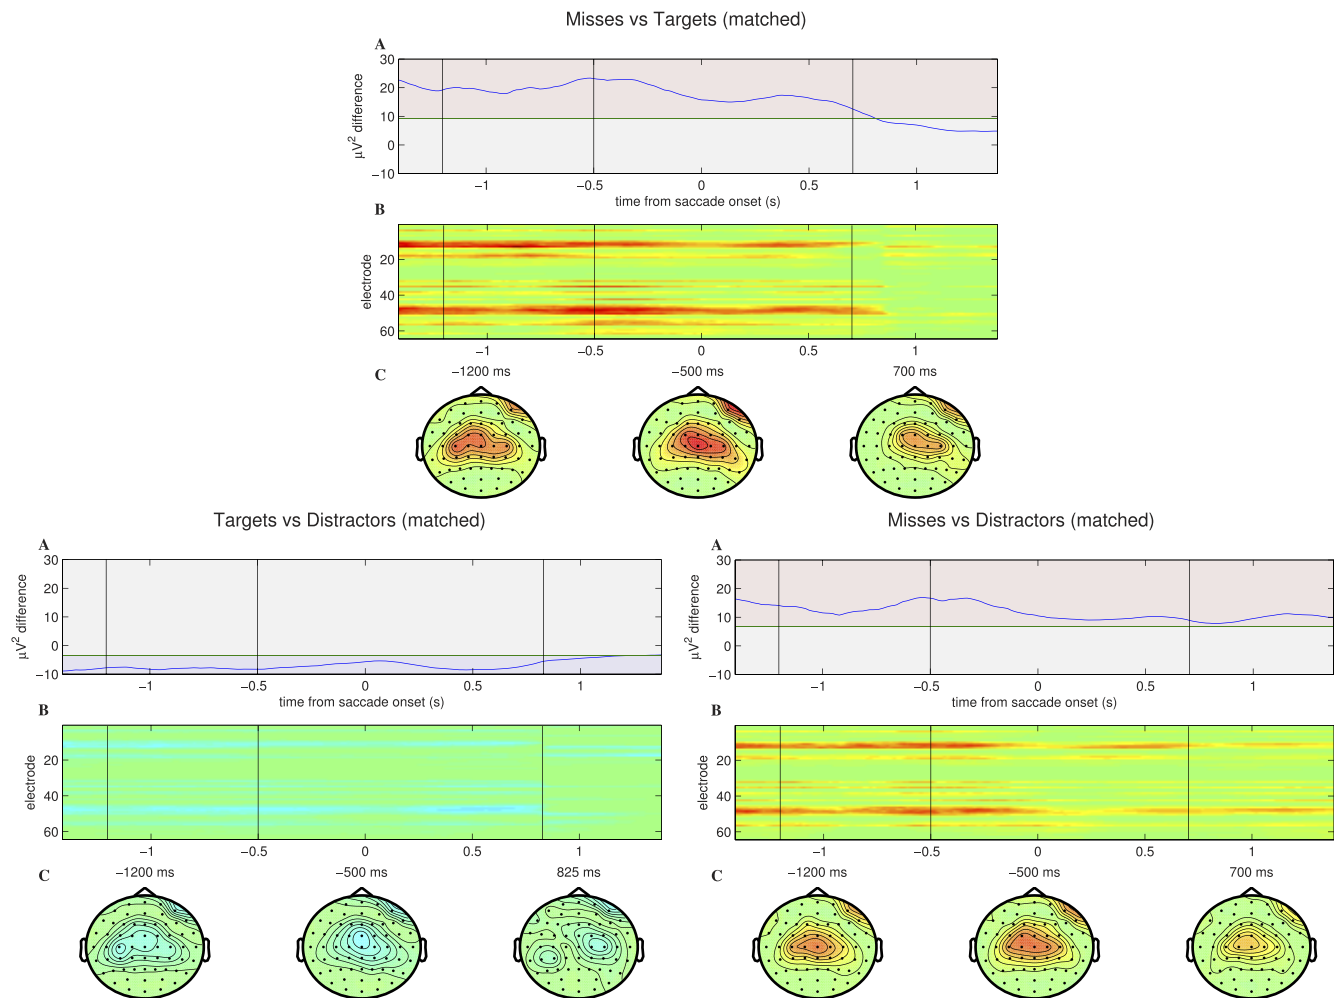 Misses vs Targets (matched)
A
30
20
10
0
−10
μV² difference
−1
−0.5
0
0.5
1
time from saccade onset (s)
B
20
40
60
electrode
−1
−0.5
0
0.5
1
C
−1200 ms
−500 ms
700 ms
Targets vs Distractors (matched)
A
30
20
10
0
−10
μV² difference
−1
−0.5
0
0.5
1
time from saccade onset (s)
B
20
40
60
electrode
−1
−0.5
0
0.5
1
C
−1200 ms
−500 ms
825 ms
Misses vs Distractors (matched)
A
30
20
10
0
−10
μV² difference
−1
−0.5
0
0.5
1
time from saccade onset (s)
B
20
40
60
electrode
−1
−0.5
0
0.5
1
C
−1200 ms
−500 ms
700 ms